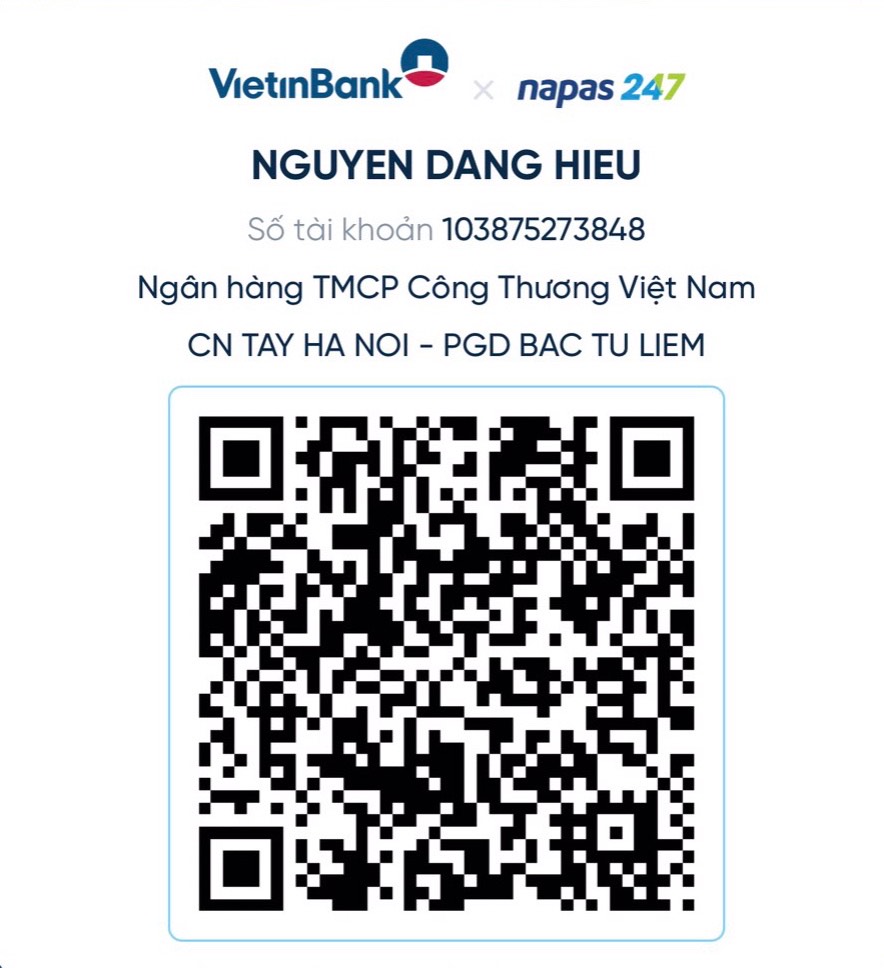 VietinBank × napas 247
NGUYEN DANG HIEU
Số tài khoản 103875273848
Ngân hàng TMCP Công Thương Việt Nam
CN TAY HA NOI - PGD BAC TU LIEM